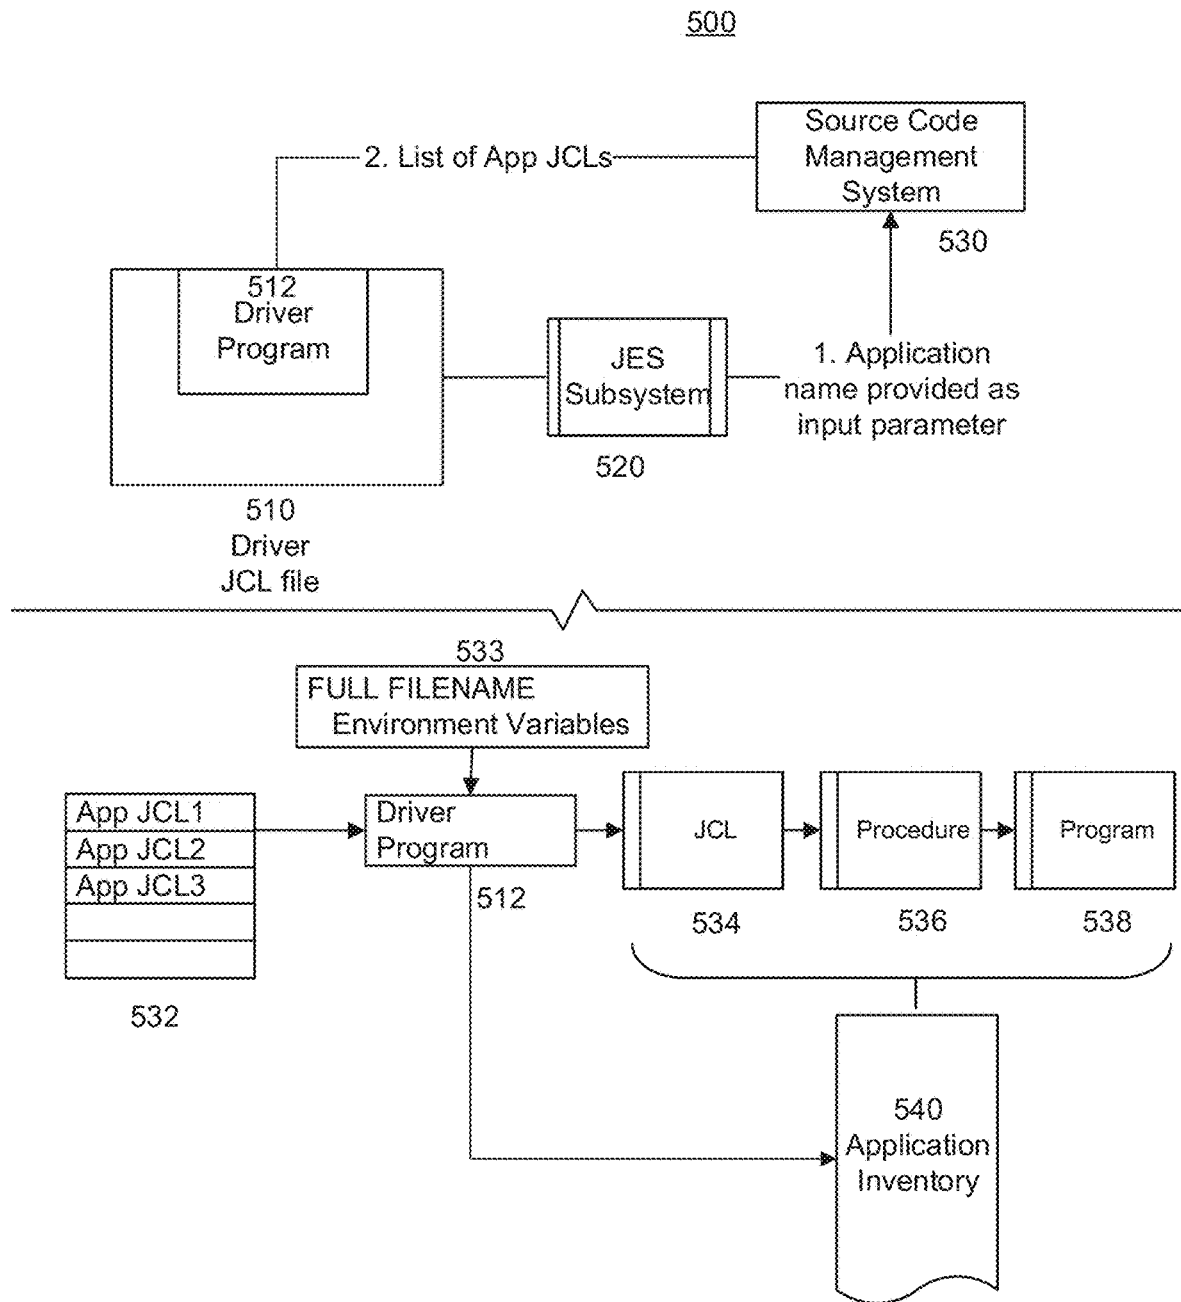 500
Source Code
Management
System
530
2. List of App JCLs
512
Driver
Program
JES
Subsystem
520
1. Application
name provided as
input parameter
510
Driver
JCL file
533
FULL FILENAME
Environment Variables
App JCL1
App JCL2
App JCL3
532
Driver
Program
512
JCL
534
Procedure
536
Program
538
540
Application
Inventory